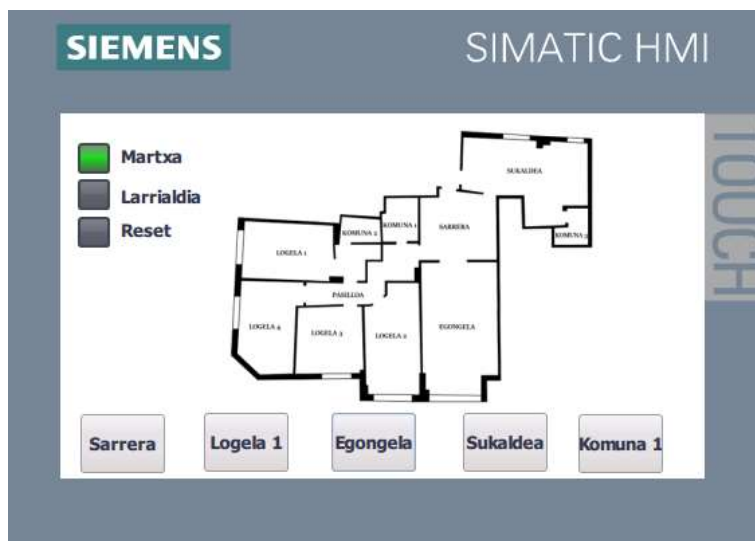 SIEMENS
SIMATIC HMI
TOUCH
Martxa
Larrialdia
Reset
SUKALDEA
KOMUNA 1
KOMUNA 2
SARRERA
KOMUNA 3
LOGELA 1
PASILLOA
LOGELA 4
LOGELA 3
LOGELA 2
EGONGELA
Sarrera
Logela 1
Egongela
Sukaldea
Komuna 1